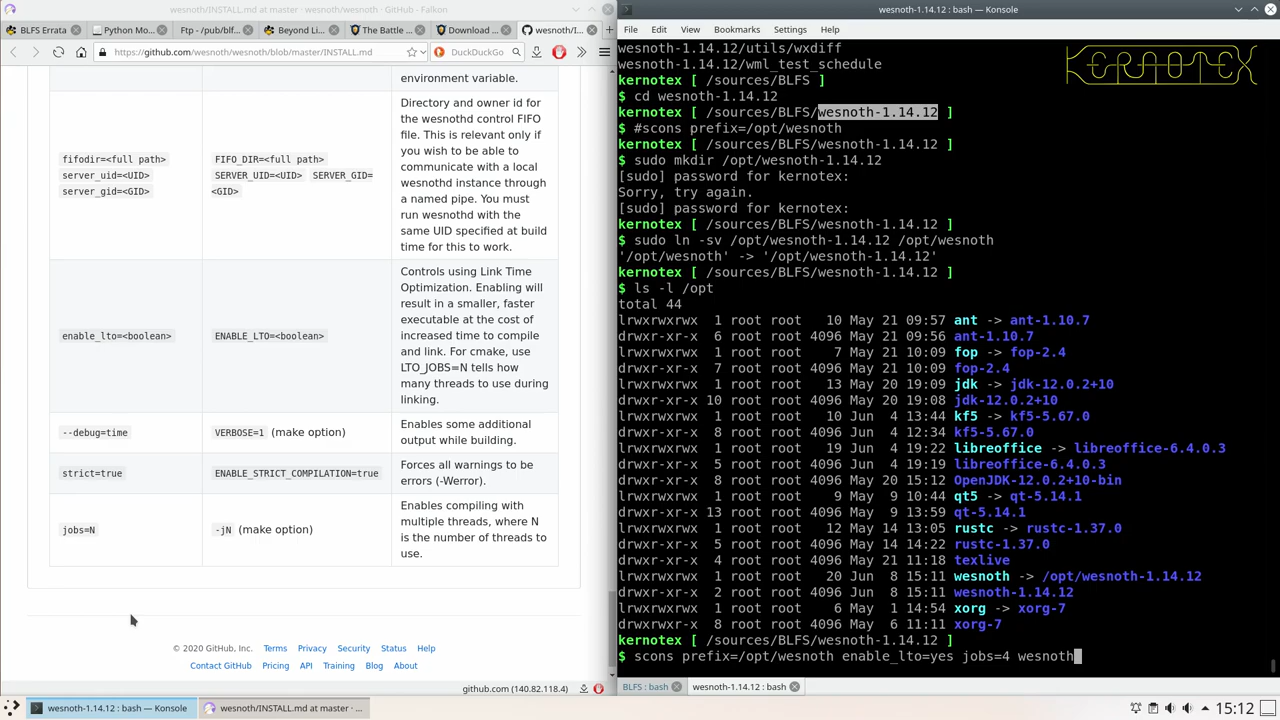 wesnoth/INSTALL.md at master · wesnoth/wesnoth · GitHub - Falkon
BLFS Errata
Python Mo...
Ftp - /pub/blf...
Beyond Li...
The Battle ...
Download ...
wesnoth/I...
https://github.com/wesnoth/wesnoth/blob/master/INSTALL.md
DuckDuckGo
environment variable.
fifodir=<full path>
server_uid=<UID>
server_gid=<GID>
FIFO_DIR=<full path>
SERVER_UID=<UID> SERVER_GID=
<GID>
Directory and owner id for
the wesnothd control FIFO
file. This is relevant only if
you wish to be able to
communicate with a local
wesnothd instance through
a named pipe. You must
run wesnothd with the
same UID specified at build
time for this to work.
enable_lto=<boolean>
ENABLE_LTO=<boolean>
Controls using Link Time
Optimization. Enabling will
result in a smaller, faster
executable at the cost of
increased time to compile
and link. For cmake, use
LTO_JOBS=N tells how
many threads to use during
linking.
--debug=time
VERBOSE=1 (make option)
Enables some additional
output while building.
strict=true
ENABLE_STRICT_COMPILATION=true
Forces all warnings to be
errors (-Werror).
jobs=N
-jN (make option)
Enables compiling with
multiple threads, where N
is the number of threads to
use.
© 2020 GitHub, Inc. Terms Privacy Security Status Help
Contact GitHub Pricing API Training Blog About
github.com (140.82.118.4)
wesnoth-1.14.12 : bash — Konsole
File Edit View Bookmarks Settings Help
KERNOTEX
wesnoth-1.14.12/utils/wxdiff
wesnoth-1.14.12/wml_test_schedule
kernotex [ /sources/BLFS ]
$ cd wesnoth-1.14.12
kernotex [ /sources/BLFS/wesnoth-1.14.12 ]
$ #scons prefix=/opt/wesnoth
kernotex [ /sources/BLFS/wesnoth-1.14.12 ]
$ sudo mkdir /opt/wesnoth-1.14.12
[sudo] password for kernotex:
Sorry, try again.
[sudo] password for kernotex:
kernotex [ /sources/BLFS/wesnoth-1.14.12 ]
$ sudo ln -sv /opt/wesnoth-1.14.12 /opt/wesnoth
'/opt/wesnoth' -> '/opt/wesnoth-1.14.12'
kernotex [ /sources/BLFS/wesnoth-1.14.12 ]
$ ls -l /opt
total 44
lrwxrwxrwx 1 root root 10 May 21 09:57 ant -> ant-1.10.7
drwxr-xr-x 6 root root 4096 May 21 09:56 ant-1.10.7
lrwxrwxrwx 1 root root 7 May 21 10:09 fop -> fop-2.4
drwxr-xr-x 7 root root 4096 May 21 10:09 fop-2.4
lrwxrwxrwx 1 root root 13 May 20 19:09 jdk -> jdk-12.0.2+10
drwxr-xr-x 10 root root 4096 May 20 19:08 jdk-12.0.2+10
lrwxrwxrwx 1 root root 10 Jun 4 13:44 kf5 -> kf5-5.67.0
drwxr-xr-x 8 root root 4096 Jun 4 12:34 kf5-5.67.0
lrwxrwxrwx 1 root root 19 Jun 4 19:22 libreoffice -> libreoffice-6.4.0.3
drwxr-xr-x 5 root root 4096 Jun 4 19:19 libreoffice-6.4.0.3
drwxr-xr-x 8 root root 4096 May 20 15:12 OpenJDK-12.0.2+10-bin
lrwxrwxrwx 1 root root 9 May 9 10:44 qt5 -> qt-5.14.1
drwxr-xr-x 13 root root 4096 May 9 13:59 qt-5.14.1
lrwxrwxrwx 1 root root 12 May 14 13:05 rustc -> rustc-1.37.0
drwxr-xr-x 5 root root 4096 May 14 14:22 rustc-1.37.0
drwxr-xr-x 4 root root 4096 May 21 11:18 texlive
lrwxrwxrwx 1 root root 20 Jun 8 15:11 wesnoth -> /opt/wesnoth-1.14.12
drwxr-xr-x 2 root root 4096 Jun 8 15:11 wesnoth-1.14.12
lrwxrwxrwx 1 root root 6 May 1 14:54 xorg -> xorg-7
drwxr-xr-x 8 root root 4096 May 6 11:11 xorg-7
kernotex [ /sources/BLFS/wesnoth-1.14.12 ]
$ scons prefix=/opt/wesnoth enable_lto=yes jobs=4 wesnoth
BLFS : bash
wesnoth-1.14.12 : bash
wesnoth-1.14.12 : bash — Konsole
wesnoth/INSTALL.md at master · ...
15:12